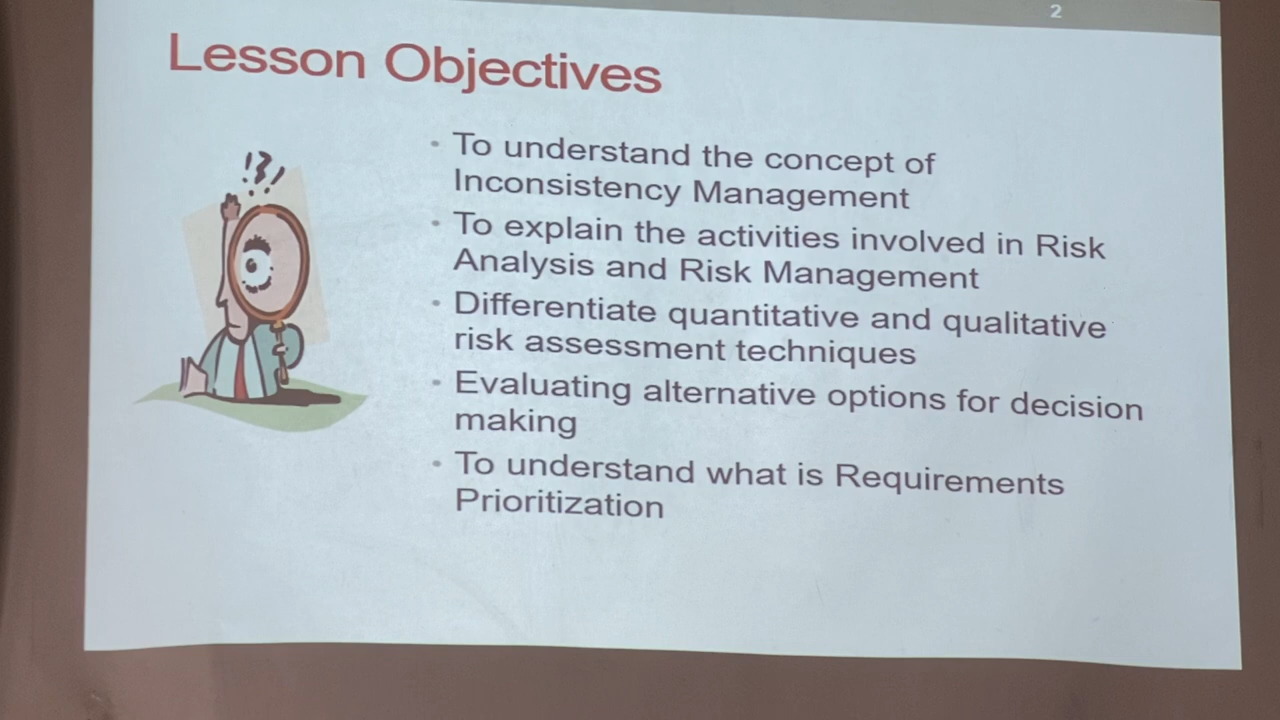 2
Lesson Objectives
!?!
• To understand the concept of
Inconsistency Management
• To explain the activities involved in Risk
Analysis and Risk Management
• Differentiate quantitative and qualitative
risk assessment techniques
• Evaluating alternative options for decision
making
• To understand what is Requirements
Prioritization